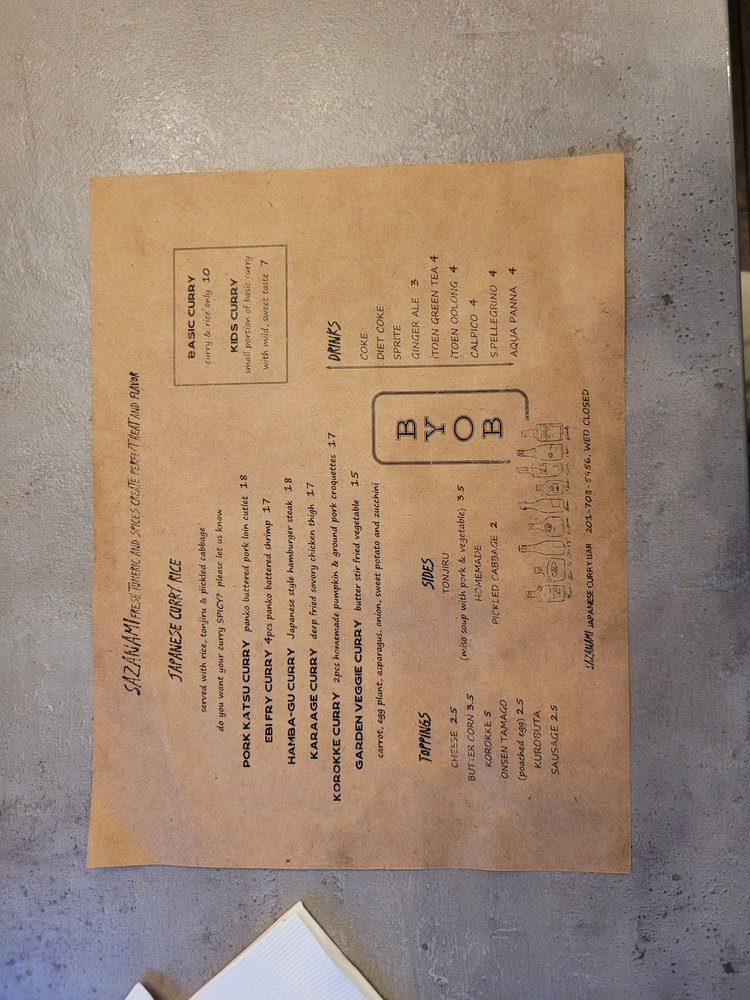 SAZANAMI FRESH TUMERIC AND SPICES CREATE PERFECT HEAT AND FLAVOR
JAPANESE CURRY RICE
served with rice, tonjiru & pickled cabbage
do you want your curry SPICY? please let us know
PORK KATSU CURRY panko battered pork loin cutlet 18
EBI FRY CURRY 4pcs panko battered shrimp 17
HAMBA-GU CURRY Japanese style hamburger steak 18
KARAAGE CURRY deep fried savory chicken thigh 17
KOROKKE CURRY 2pcs homemade pumpkin & ground pork croquettes 17
GARDEN VEGGIE CURRY butter stir fried vegetable 15
carrot, egg plant, asparagus, onion, sweet potato and zucchini
BASIC CURRY
curry & rice only 10
KIDS CURRY
small portion of basic curry
with mild, sweet taste 7
TOPPINGS
CHEESE 2.5
BUTTER CORN 3.5
KOROKKE 5
ONSEN TAMAGO
(poached egg) 2.5
KUROBUTA
SAUSAGE 2.5
SIDES
TONJIRU
(miso soup with pork & vegetable) 3.5
HOMEMADE
PICKLED CABBAGE 2
BYOB
DRINKS
COKE
DIET COKE
SPRITE
GINGER ALE 3
ITOEN GREEN TEA 4
ITOEN OOLONG 4
CALPICO 4
S.PELLEGRINO 4
AQUA PANNA 4
SAZANAMI JAPANESE CURRY BAR 201-708-5456, WED CLOSED
x